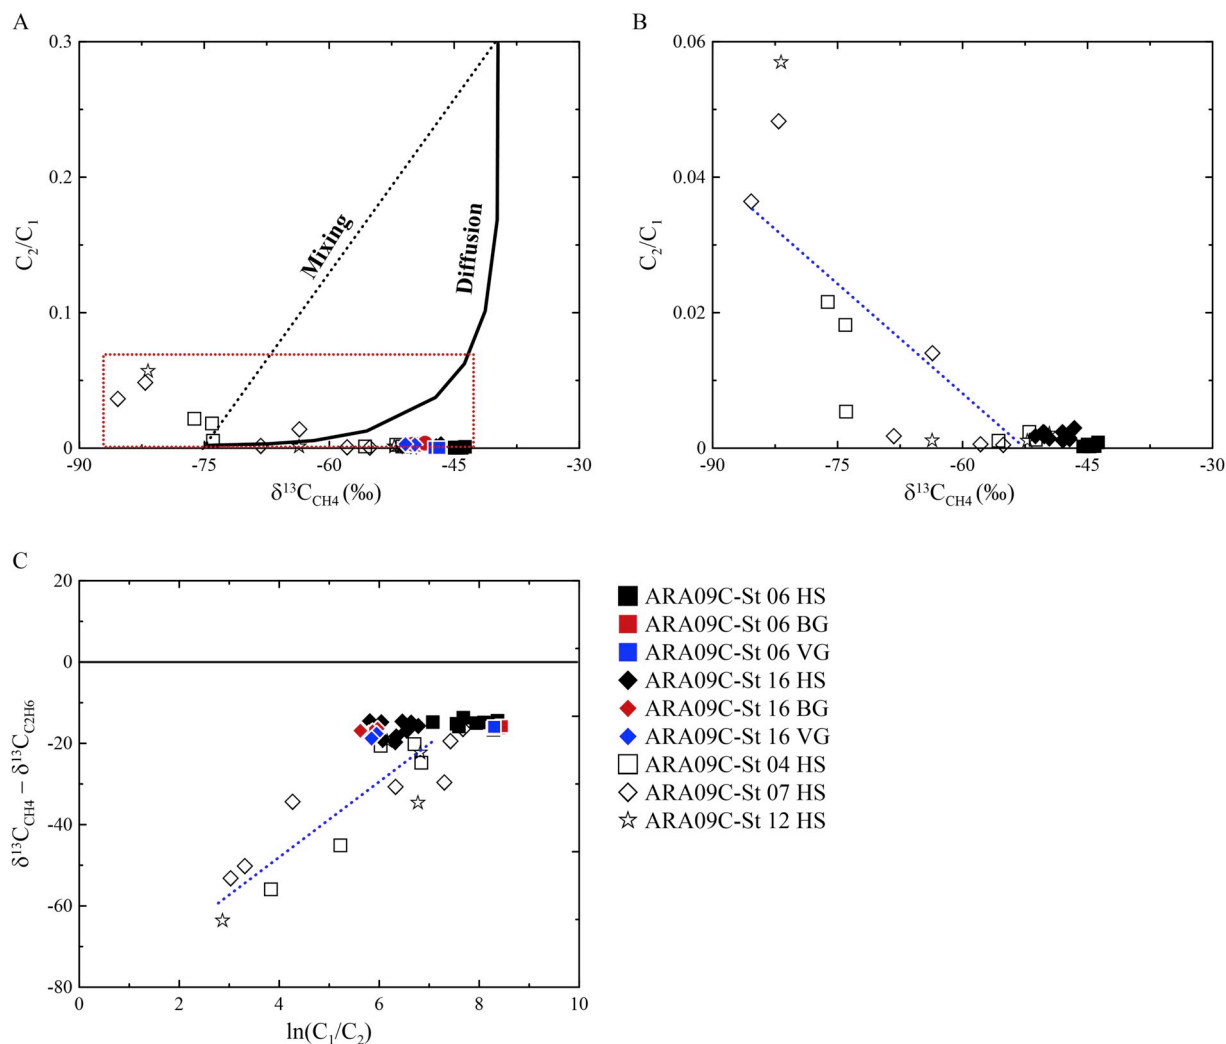 A
0.3
0.2
0.1
0
C₂/C₁
Mixing
Diffusion
-90
-75
-60
-45
-30
δ¹³C_CH4 (‰)
B
0.06
0.04
0.02
0
C₂/C₁
-90
-75
-60
-45
-30
δ¹³C_CH4 (‰)
C
20
0
-20
-40
-60
-80
δ¹³C_CH4 − δ¹³C_C2H6
0
2
4
6
8
10
ln(C₁/C₂)
ARA09C-St 06 HS
ARA09C-St 06 BG
ARA09C-St 06 VG
ARA09C-St 16 HS
ARA09C-St 16 BG
ARA09C-St 16 VG
ARA09C-St 04 HS
ARA09C-St 07 HS
ARA09C-St 12 HS